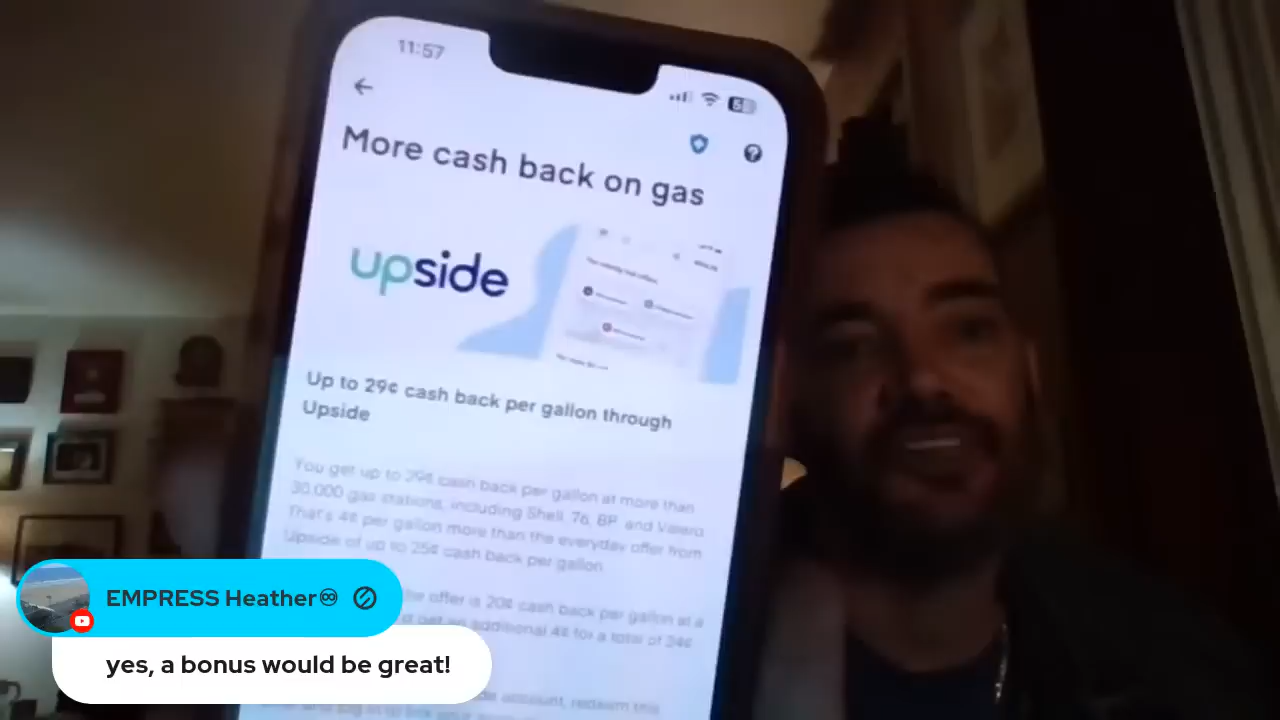 11:57
More cash back on gas
upside
Up to 29¢ cash back per gallon through
Upside
You get up to 29¢ cash back per gallon at more than
30,000 gas stations, including Shell, 76, BP, and Valero.
That's 4¢ per gallon more than the everyday offer from
Upside of up to 25¢ cash back per gallon.
offer is 20¢ cash back per gallon at a
get an additional 4¢ for a total of 24¢
account, redeem this
EMPRESS Heather♾
yes, a bonus would be great!